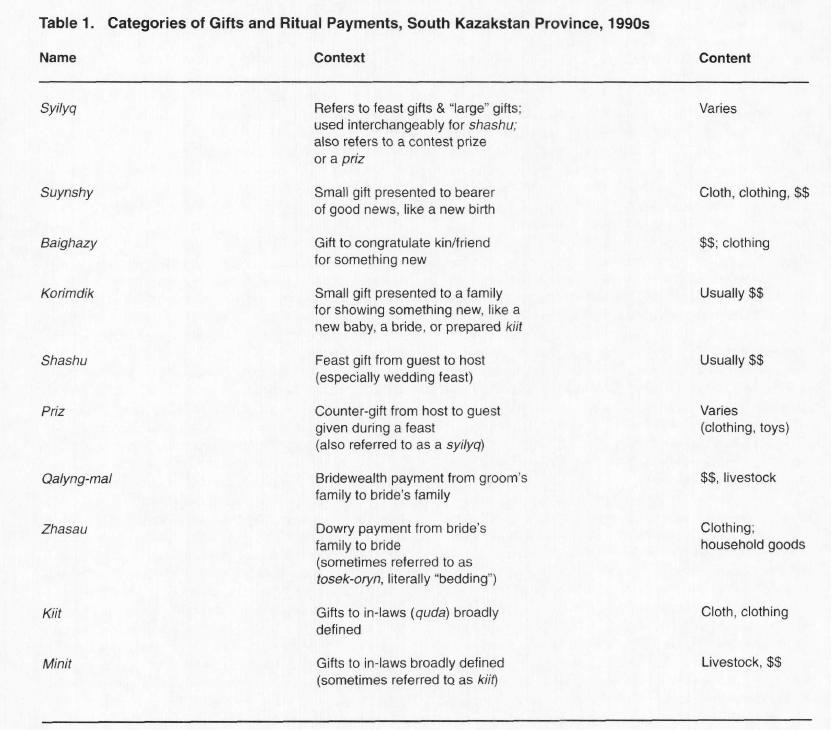 Table 1. Categories of Gifts and Ritual Payments, South Kazakstan Province, 1990s
Name Context Content
Syilyq Refers to feast gifts & "large" gifts; Varies
used interchangeably for shashu;
also refers to a contest prize
or a priz
Suynshy Small gift presented to bearer Cloth, clothing, $$
of good news, like a new birth
Baighazy Gift to congratulate kin/friend $$; clothing
for something new
Korimdik Small gift presented to a family Usually $$
for showing something new, like a
new baby, a bride, or prepared kiit
Shashu Feast gift from guest to host Usually $$
(especially wedding feast)
Priz Counter-gift from host to guest Varies
given during a feast (clothing, toys)
(also referred to as a syilyq)
Qalyng-mal Bridewealth payment from groom's $$, livestock
family to bride's family
Zhasau Dowry payment from bride's Clothing;
family to bride household goods
(sometimes referred to as
tosek-oryn, literally "bedding")
Kiit Gifts to in-laws (quda) broadly Cloth, clothing
defined
Minit Gifts to in-laws broadly defined Livestock, $$
(sometimes referred to as kiit)